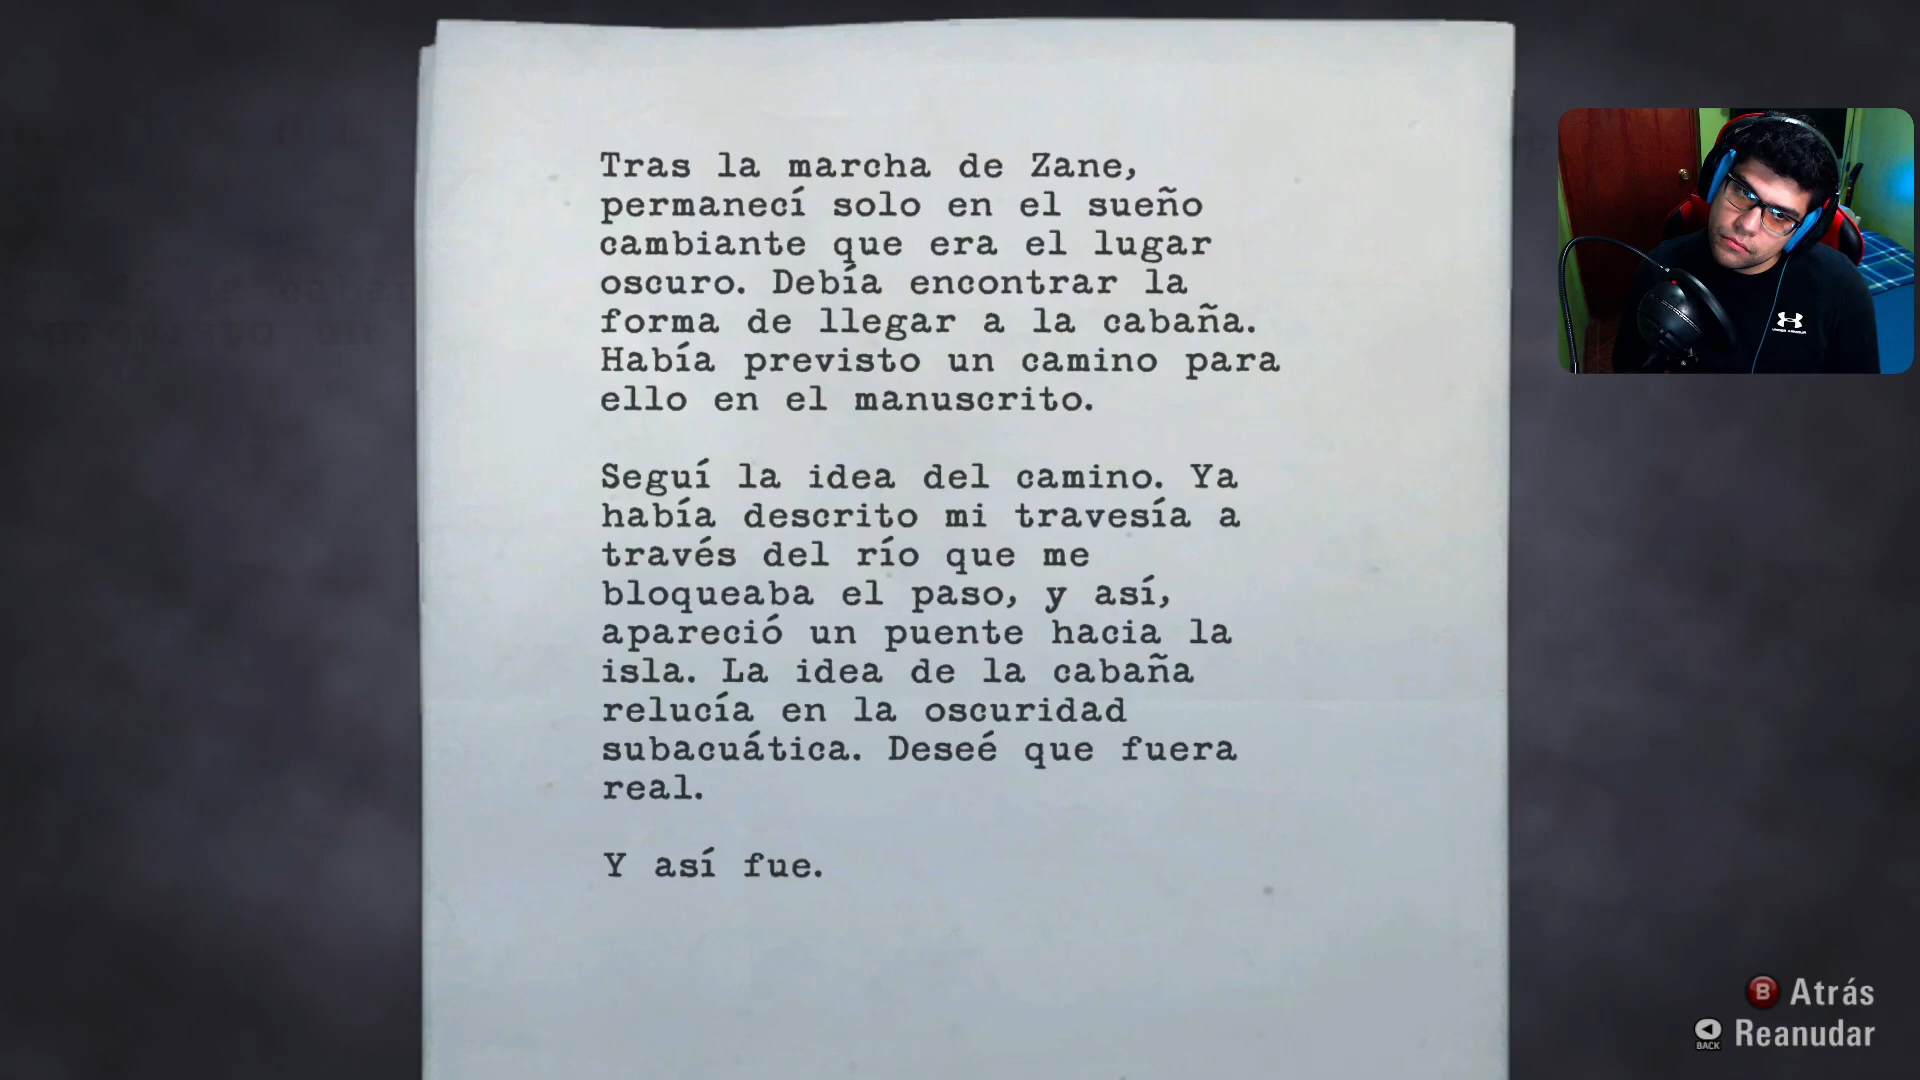 Tras la marcha de Zane,
permanecí solo en el sueño
cambiante que era el lugar
oscuro. Debía encontrar la
forma de llegar a la cabaña.
Había previsto un camino para
ello en el manuscrito.
Seguí la idea del camino. Ya
había descrito mi travesía a
través del río que me
bloqueaba el paso, y así,
apareció un puente hacia la
isla. La idea de la cabaña
relucía en la oscuridad
subacuática. Deseé que fuera
real.
Y así fue.
UNDER ARMOUR
B Atrás
BACK Reanudar